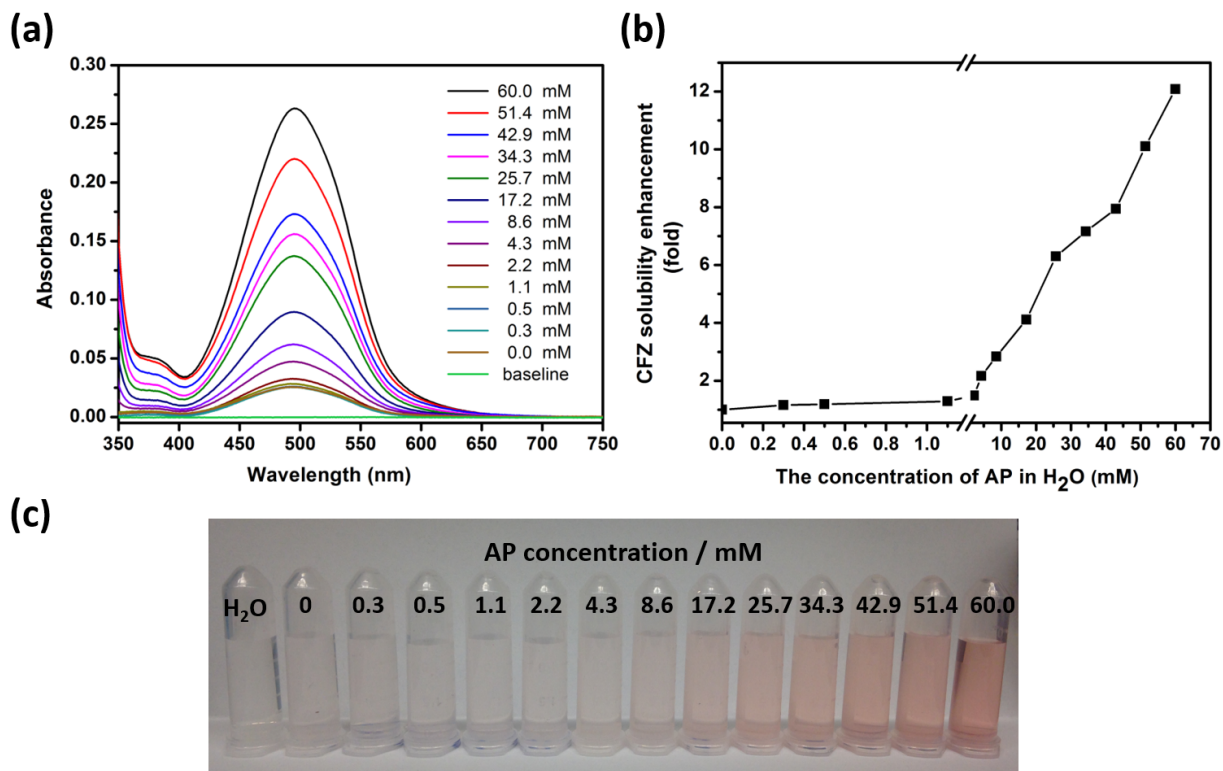 (a)
0.30
0.25
0.20
0.15
0.10
0.05
0.00
Absorbance
350 400 450 500 550 600 650 700 750
Wavelength (nm)
60.0 mM
51.4 mM
42.9 mM
34.3 mM
25.7 mM
17.2 mM
8.6 mM
4.3 mM
2.2 mM
1.1 mM
0.5 mM
0.3 mM
0.0 mM
baseline
(b)
12
10
8
6
4
2
CFZ solubility enhancement
(fold)
0.0 0.2 0.4 0.6 0.8 1.0 10 20 30 40 50 60 70
The concentration of AP in H₂O (mM)
(c)
AP concentration / mM
H₂O 0 0.3 0.5 1.1 2.2 4.3 8.6 17.2 25.7 34.3 42.9 51.4 60.0